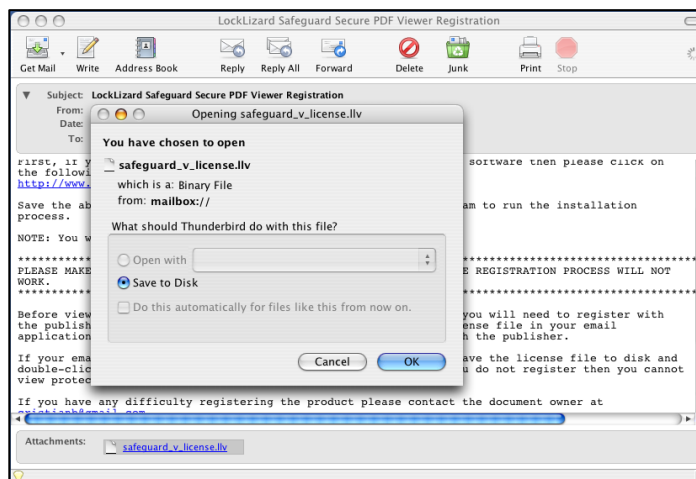 LockLizard Safeguard Secure PDF Viewer Registration
Get Mail Write Address Book Reply Reply All Forward Delete Junk Print Stop
Subject: LockLizard Safeguard Secure PDF Viewer Registration
From:
Date:
To:
Opening safeguard_v_license.llv
You have chosen to open
safeguard_v_license.llv
which is a: Binary File
from: mailbox://
What should Thunderbird do with this file?
Open with
Save to Disk
Do this automatically for files like this from now on.
Cancel OK
First, if y software then please click on
the followi
http://www.
Save the ab am to run the installation
process.
NOTE: You w
PLEASE MAKE E REGISTRATION PROCESS WILL NOT
WORK.
Before view you will need to register with
the publish ense file in your email
application h the publisher.
If your ema ave the license file to disk and
double-clic u do not register then you cannot
view protec
If you have any difficulty registering the product please contact the document owner at
Attachments: safeguard_v_license.llv